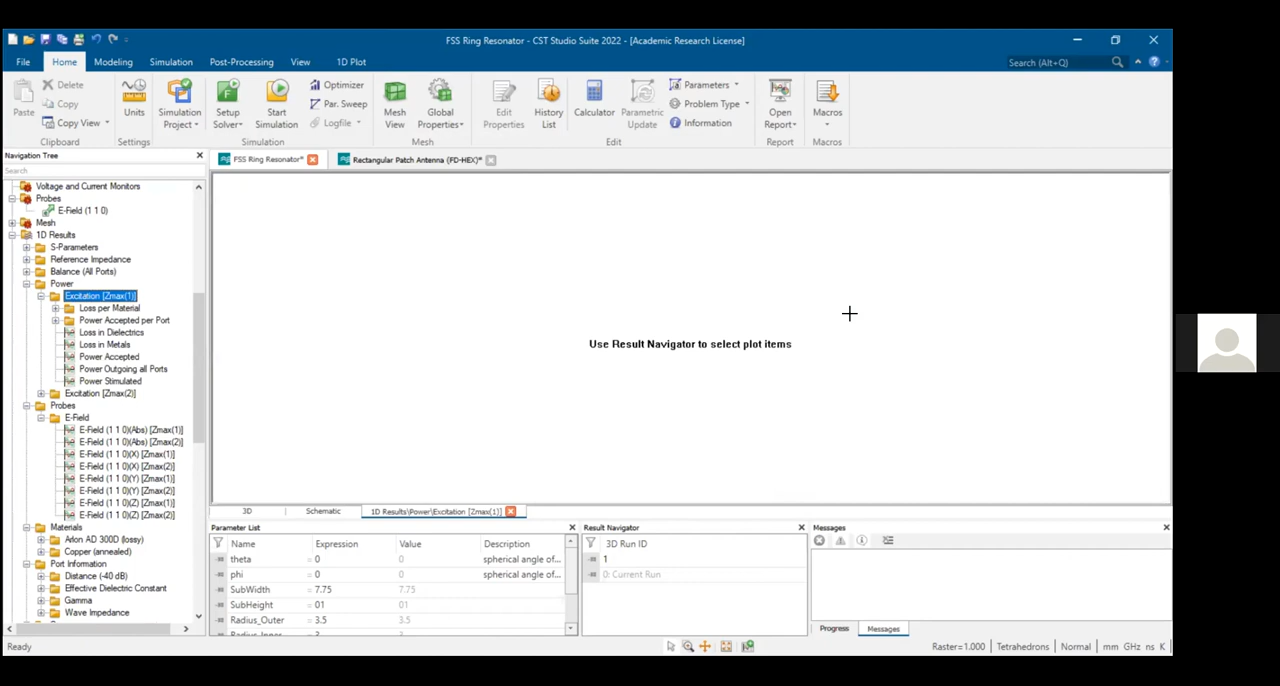 FSS Ring Resonator - CST Studio Suite 2022 - [Academic Research License]
File Home Modeling Simulation Post-Processing View 1D Plot Search (Alt+Q)
Paste Delete Copy Copy View Clipboard
Units Settings
Simulation Project Setup Solver Start Simulation Optimizer Par. Sweep Logfile Simulation
Mesh View Global Properties Mesh
Edit Properties History List Calculator Parametric Update Parameters Problem Type Information Edit
Open Report Report
Macros Macros
Navigation Tree
Search
FSS Ring Resonator* Rectangular Patch Antenna (FD-HEX)*
Voltage and Current Monitors
Probes
E-Field (1 1 0)
Mesh
1D Results
S-Parameters
Reference Impedance
Balance (All Ports)
Power
Excitation [Zmax(1)]
Loss per Material
Power Accepted per Port
Loss in Dielectrics
Loss in Metals
Power Accepted
Power Outgoing all Ports
Power Stimulated
Excitation [Zmax(2)]
Probes
E-Field
E-Field (1 1 0)(Abs) [Zmax(1)]
E-Field (1 1 0)(Abs) [Zmax(2)]
E-Field (1 1 0)(X) [Zmax(1)]
E-Field (1 1 0)(X) [Zmax(2)]
E-Field (1 1 0)(Y) [Zmax(1)]
E-Field (1 1 0)(Y) [Zmax(2)]
E-Field (1 1 0)(Z) [Zmax(1)]
E-Field (1 1 0)(Z) [Zmax(2)]
Materials
Arlon AD 300D (lossy)
Copper (annealed)
Port Information
Distance (-40 dB)
Effective Dielectric Constant
Gamma
Wave Impedance
Use Result Navigator to select plot items
3D Schematic 1D Results\Power\Excitation [Zmax(1)]
Parameter List
Name Expression Value Description
theta = 0 0 spherical angle of...
phi = 0 0 spherical angle of...
SubWidth = 7.75 7.75
SubHeight = 01 01
Radius_Outer = 3.5 3.5
Radius_Inner = 3 3
Result Navigator
3D Run ID
1
0: Current Run
Messages
Progress Messages
Ready Raster=1.000 Tetrahedrons Normal mm GHz ns K